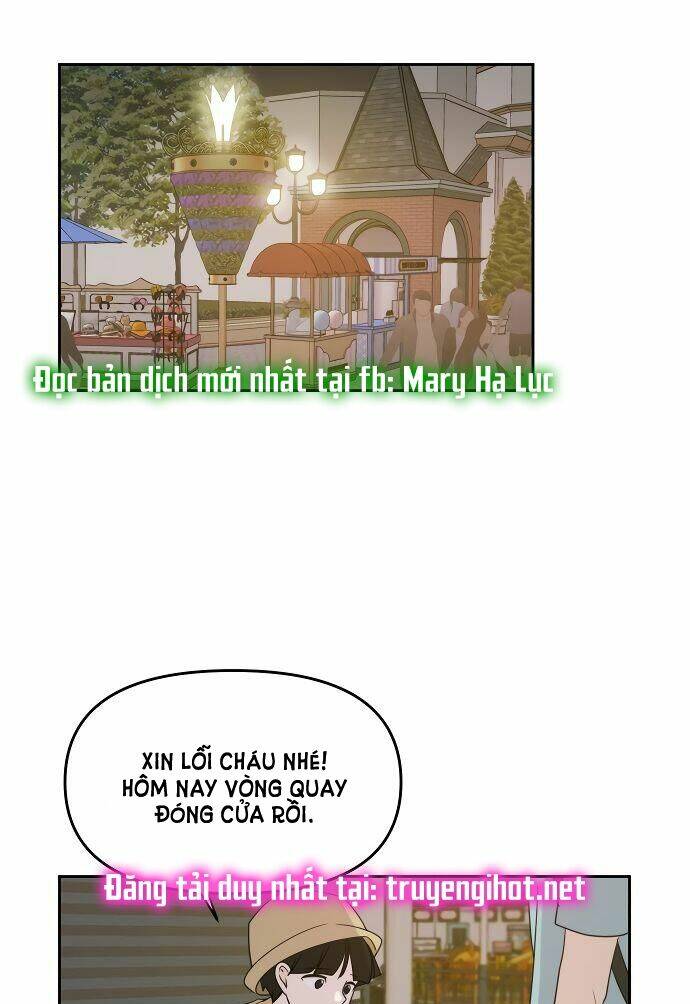 Đọc bản dịch mới nhất tại fb: Mary Hạ Lục
XIN LỖI CHÁU NHÉ!
HÔM NAY VÒNG QUAY
ĐÓNG CỬA RỒI.
Đăng tải duy nhất tại: truyengihot.net